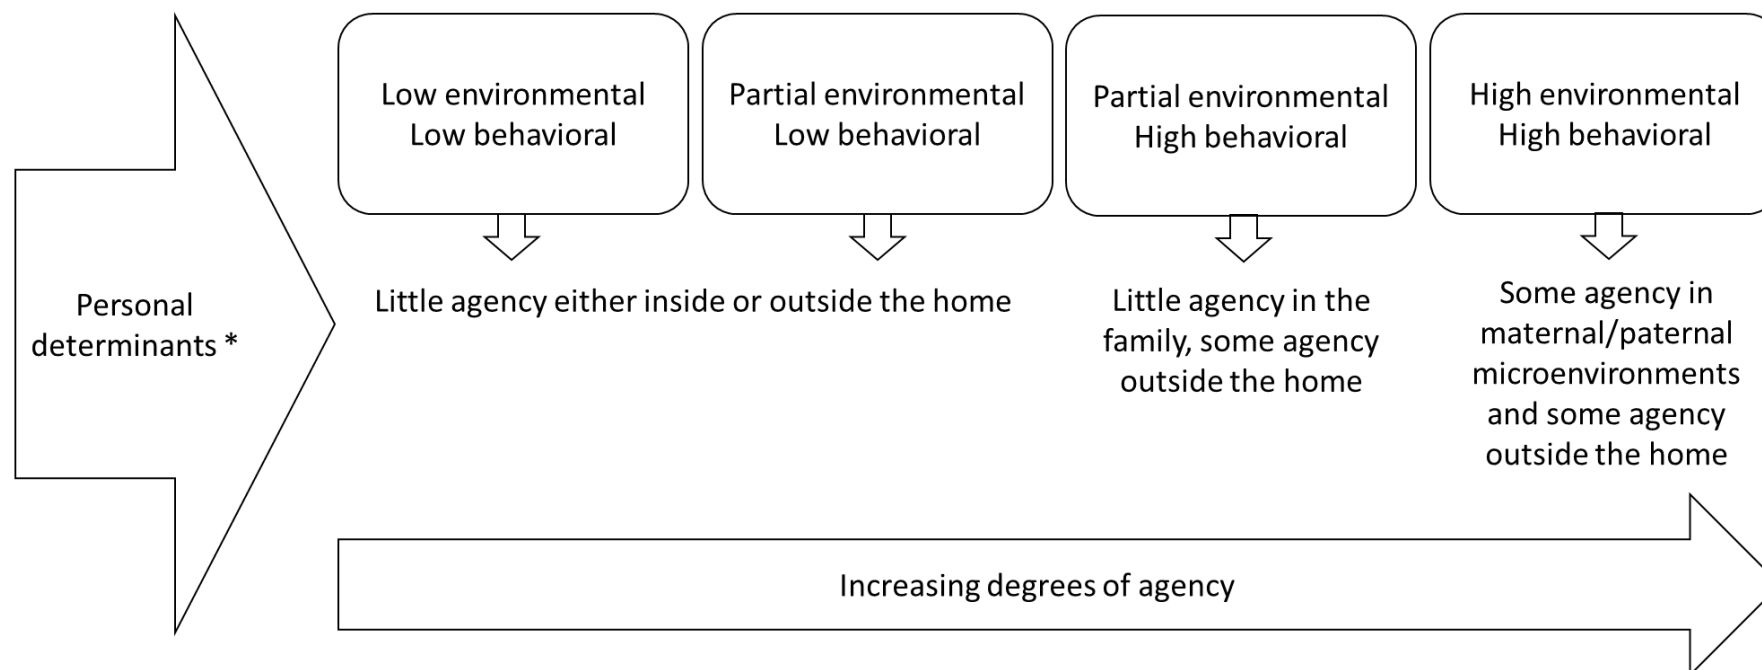 Personal
determinants *
Low environmental
Low behavioral
Partial environmental
Low behavioral
Partial environmental
High behavioral
High environmental
High behavioral
Little agency either inside or outside the home
Little agency in the
family, some agency
outside the home
Some agency in
maternal/paternal
microenvironments
and some agency
outside the home
Increasing degrees of agency